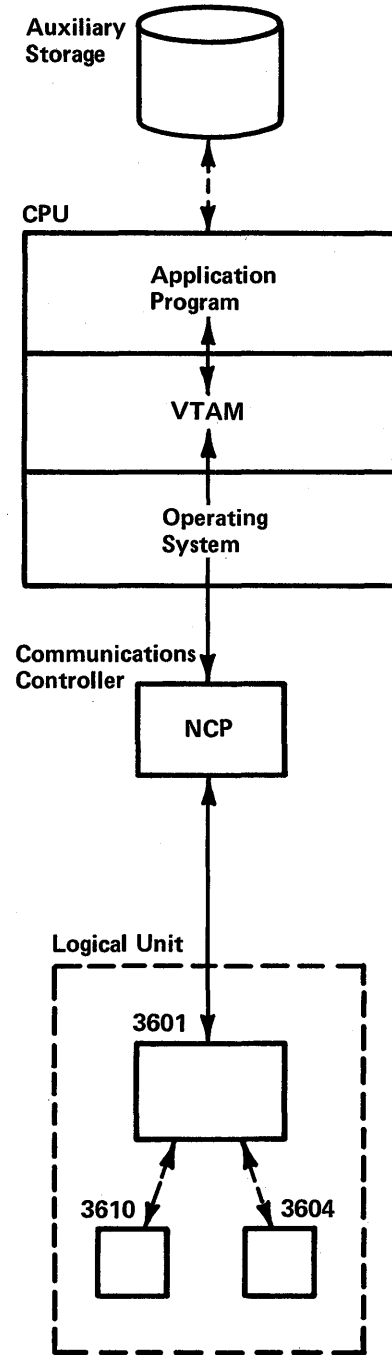 Auxiliary
Storage
CPU
Application
Program
VTAM
Operating
System
Communications
Controller
NCP
Logical Unit
3601
3610
3604